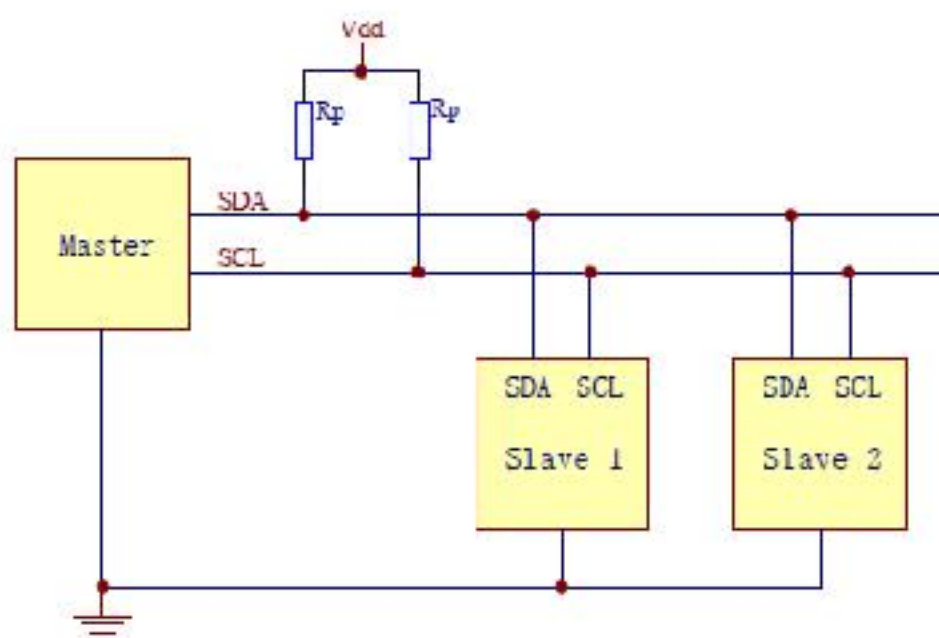 Vdd
Rp
Rp
SDA
Master
SCL
SDA SCL
SDA SCL
Slave 1
Slave 2